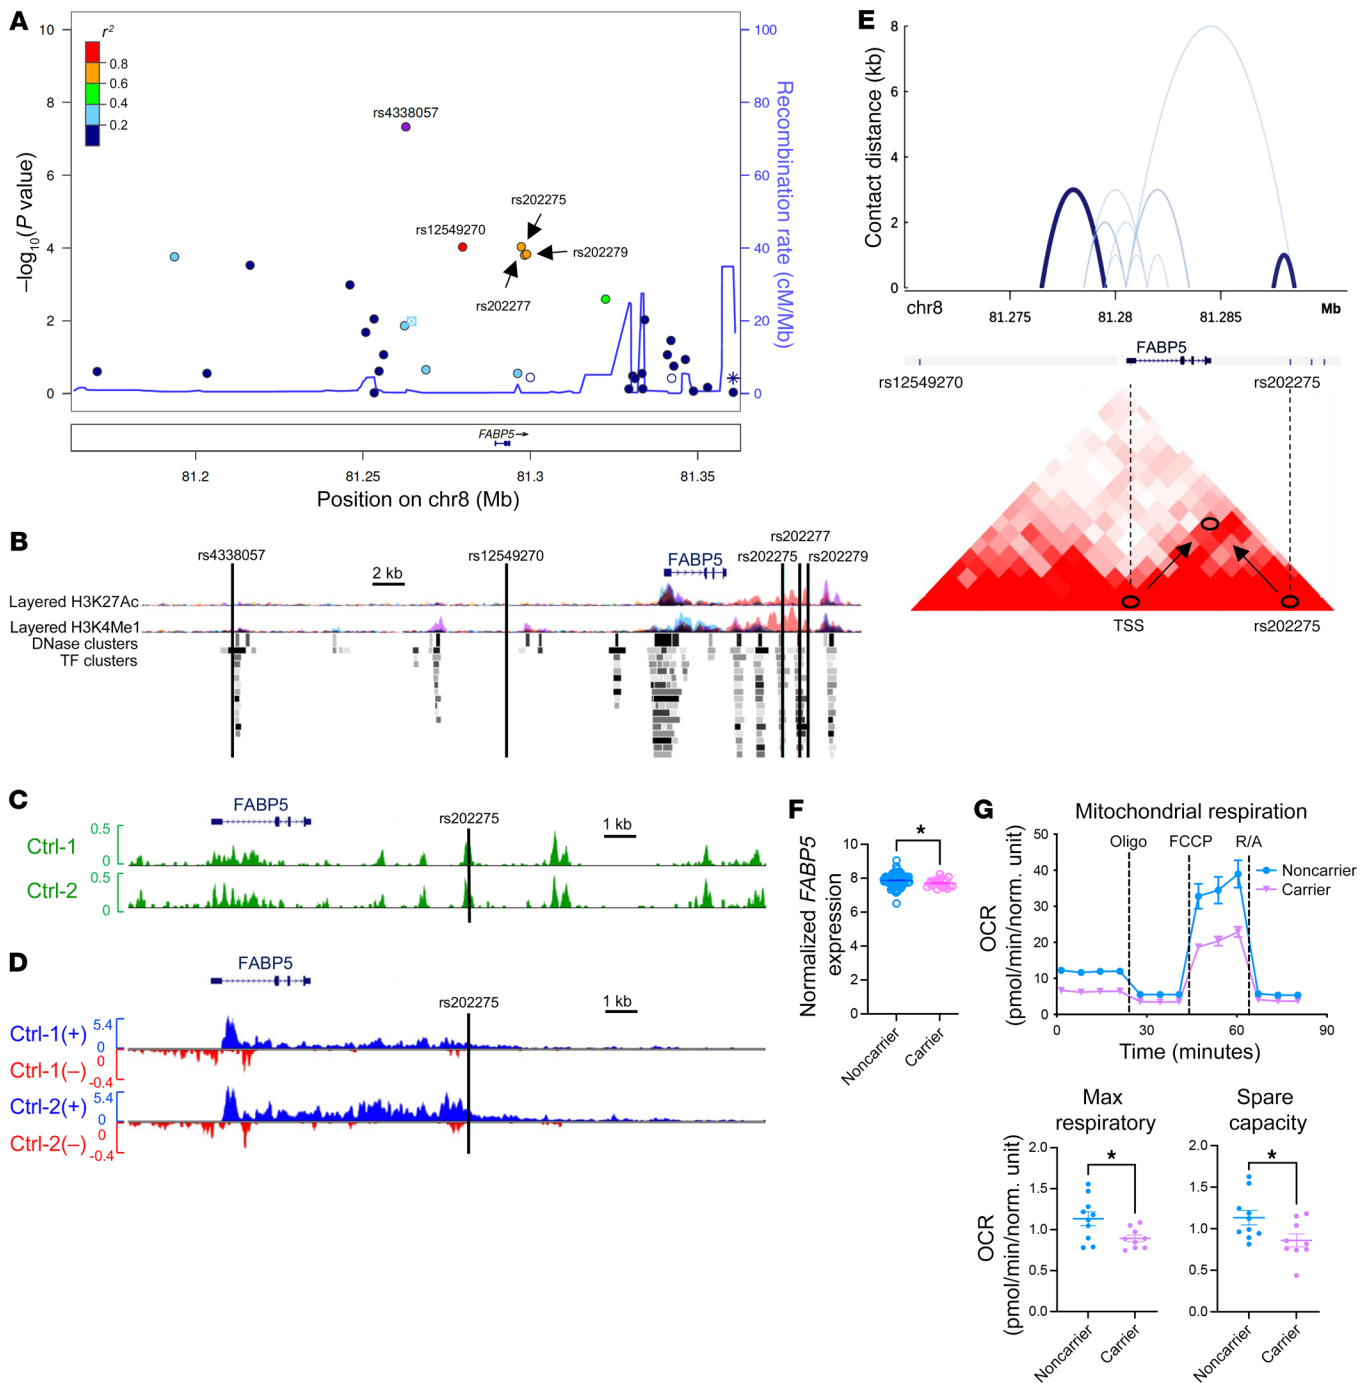 A
10
8
6
4
2
0
–log10(P value)
r2
0.8
0.6
0.4
0.2
rs4338057
rs12549270
rs202275
rs202279
rs202277
100
80
60
40
20
0
Recombination rate (cM/Mb)
FABP5
81.2
81.25
81.3
81.35
Position on chr8 (Mb)
B
rs4338057
rs12549270
2 kb
FABP5
rs202277
rs202275
rs202279
Layered H3K27Ac
Layered H3K4Me1
DNase clusters
TF clusters
C
FABP5
rs202275
1 kb
Ctrl-1
0.5
0
Ctrl-2
0.5
0
D
FABP5
rs202275
1 kb
Ctrl-1(+)
5.4
0
Ctrl-1(–)
0
-0.4
Ctrl-2(+)
5.4
0
Ctrl-2(–)
0
-0.4
E
8
6
4
2
0
Contact distance (kb)
chr8
81.275
81.28
81.285
Mb
FABP5
rs12549270
rs202275
TSS
rs202275
F
*
10
8
6
4
2
0
Normalized FABP5
expression
Noncarrier
Carrier
G
Mitochondrial respiration
50
40
30
20
10
0
OCR
(pmol/min/norm. unit)
Oligo
FCCP
R/A
Noncarrier
Carrier
0
30
60
90
Time (minutes)
Max
respiratory
*
2.0
1.5
1.0
0.5
0.0
OCR
(pmol/min/norm. unit)
Noncarrier
Carrier
Spare
capacity
*
2.0
1.5
1.0
0.5
0.0
Noncarrier
Carrier